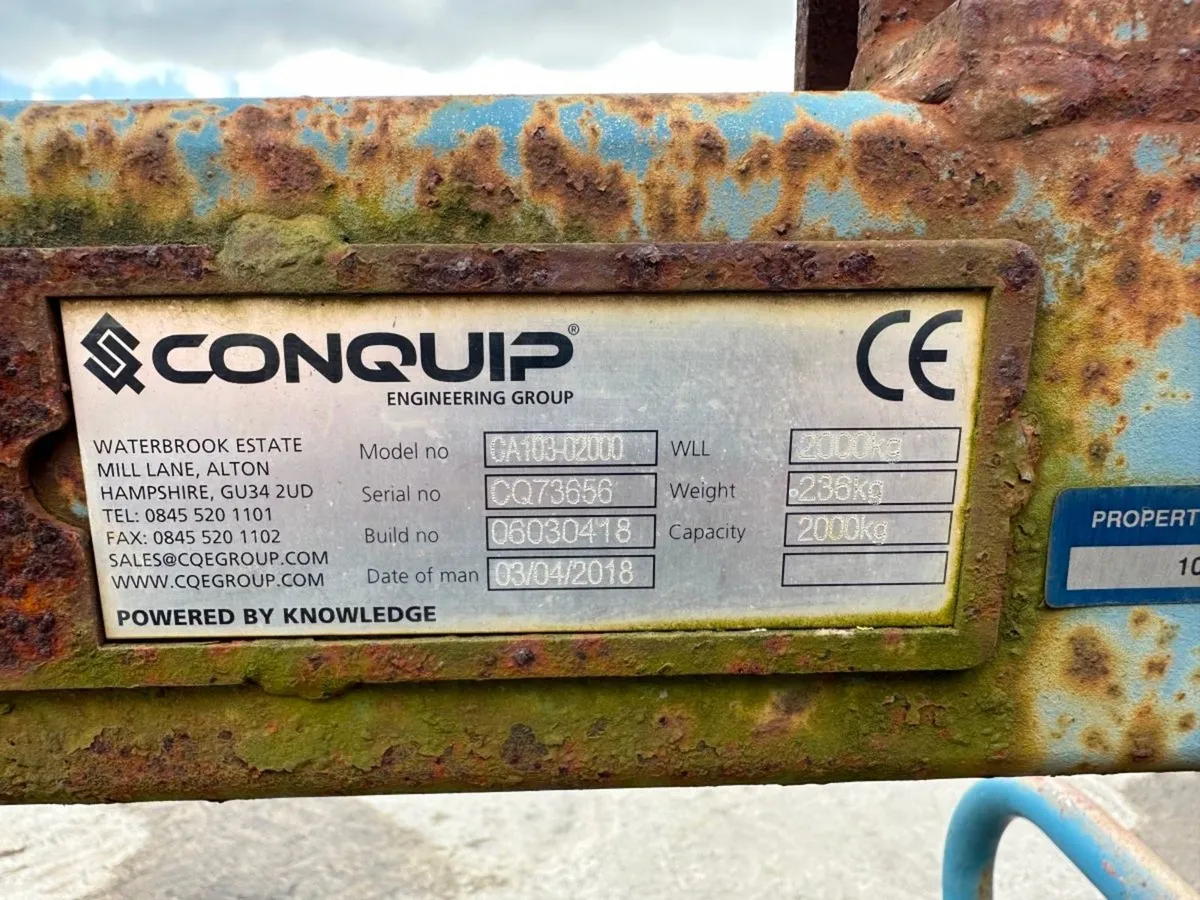 CONQUIP®
ENGINEERING GROUP
CE
WATERBROOK ESTATE
MILL LANE, ALTON
HAMPSHIRE, GU34 2UD
TEL: 0845 520 1101
FAX: 0845 520 1102
SALES@CQEGROUP.COM
WWW.CQEGROUP.COM
POWERED BY KNOWLEDGE
Model no CA103-02000
Serial no CQ73656
Build no 06030418
Date of man 03/04/2018
WLL 2000kg
Weight 236kg
Capacity 2000kg
PROPERT
10